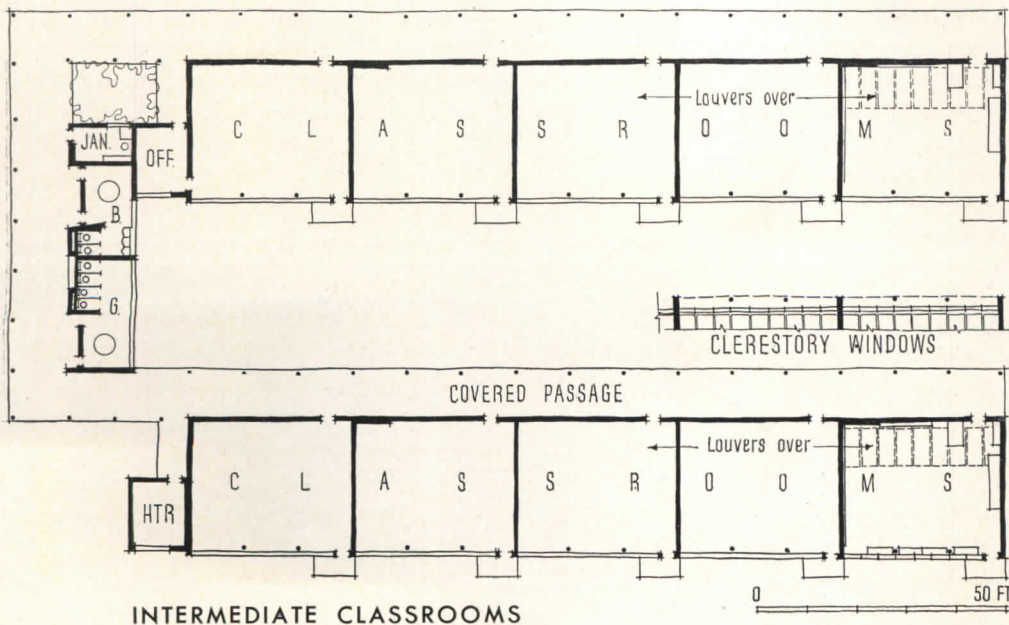 JAN.
OFF.
C L A S S R O O M S
Louvers over
B.
G.
CLERESTORY WINDOWS
COVERED PASSAGE
C L A S S R O O M S
Louvers over
HTR
INTERMEDIATE CLASSROOMS
0 50 FT